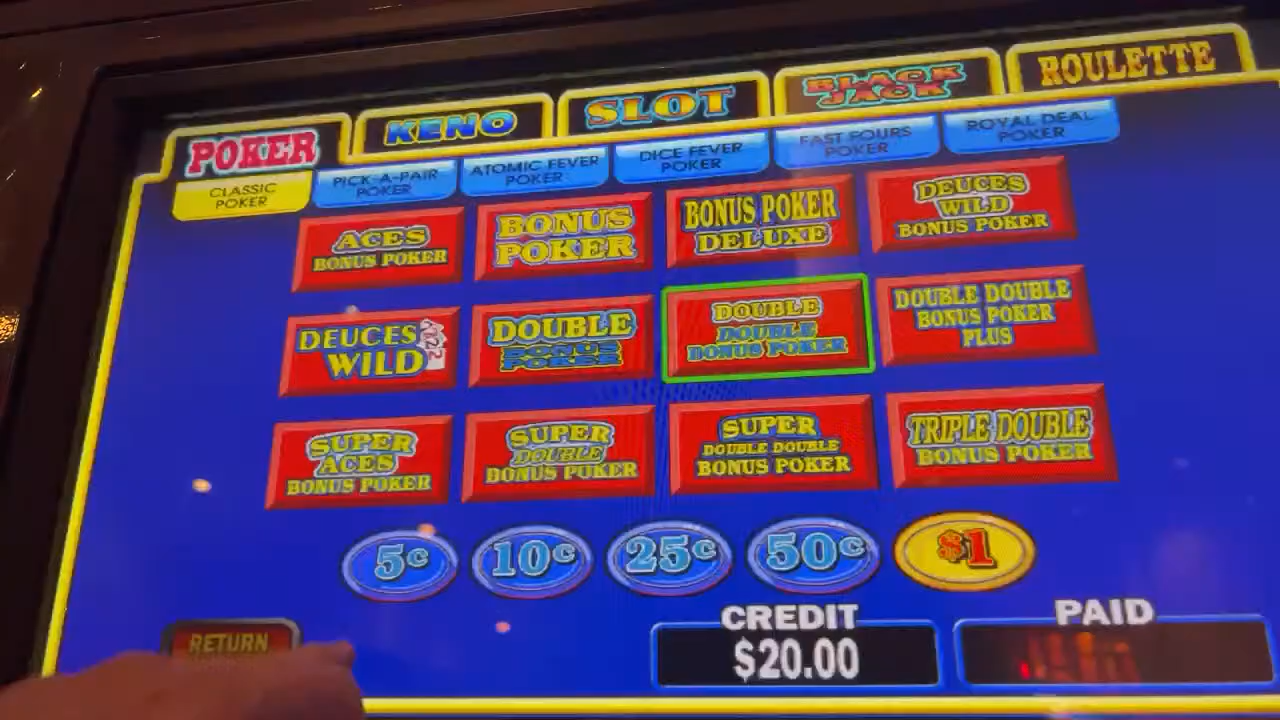 POKER
KENO
SLOT
BLACK
JACK
ROULETTE
CLASSIC
POKER
PICK-A-PAIR
POKER
ATOMIC FEVER
POKER
DICE FEVER
POKER
FAST FOURS
POKER
ROYAL DEAL
POKER
ACES
BONUS POKER
BONUS
POKER
BONUS POKER
DELUXE
DEUCES
WILD
BONUS POKER
DEUCES
WILD
DOUBLE
BONUS
POKER
DOUBLE
DOUBLE
BONUS POKER
DOUBLE DOUBLE
BONUS POKER
PLUS
SUPER
ACES
BONUS POKER
SUPER
DOUBLE
BONUS POKER
SUPER
DOUBLE DOUBLE
BONUS POKER
TRIPLE DOUBLE
BONUS POKER
5¢
10¢
25¢
50¢
$1
RETURN
CREDIT
$20.00
PAID